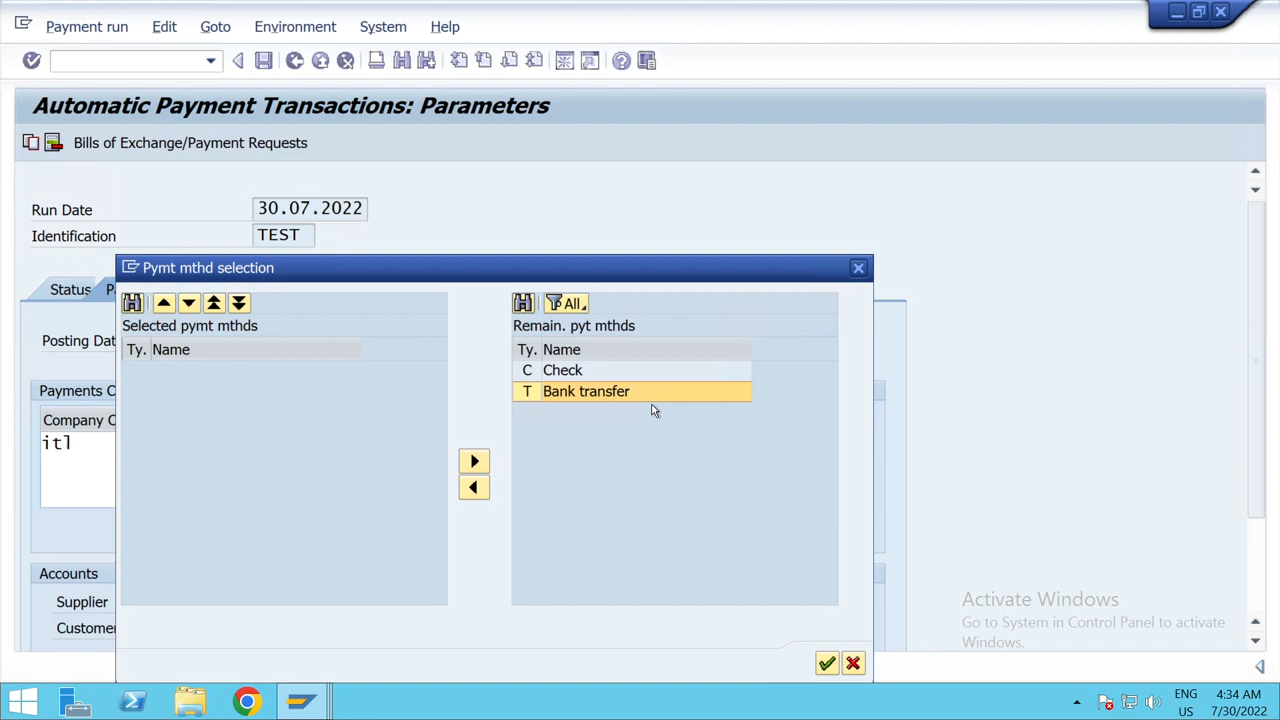 Payment run Edit Goto Environment System Help
Automatic Payment Transactions: Parameters
Bills of Exchange/Payment Requests
Run Date 30.07.2022
Identification TEST
Pymt mthd selection
Status P
All
Selected pymt mthds Remain. pyt mthds
Posting Dat
Ty. Name Ty. Name
C Check
Payments C T Bank transfer
Company C
itl
Accounts
Supplier
Custome
Activate Windows
Go to System in Control Panel to activate
Windows.
ENG 4:34 AM
US 7/30/2022